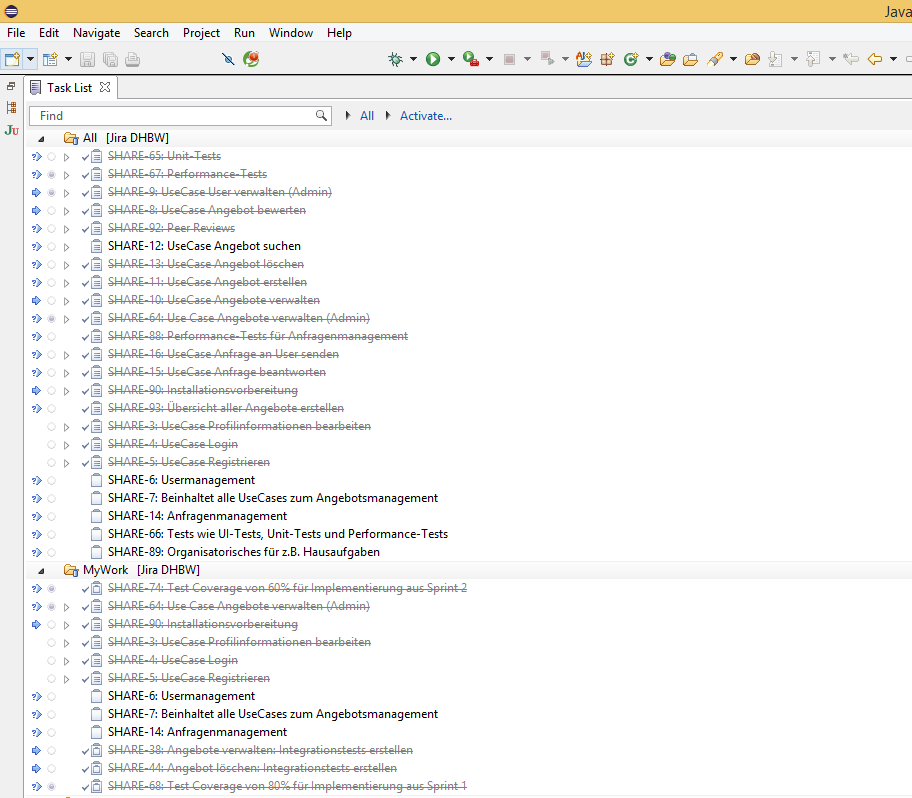 Java
File Edit Navigate Search Project Run Window Help
Task List
Find All Activate...
All [Jira DHBW]
SHARE-65: Unit-Tests
SHARE-67: Performance-Tests
SHARE-9: UseCase User verwalten (Admin)
SHARE-8: UseCase Angebot bewerten
SHARE-92: Peer Reviews
SHARE-12: UseCase Angebot suchen
SHARE-13: UseCase Angebot löschen
SHARE-11: UseCase Angebot erstellen
SHARE-10: UseCase Angebote verwalten
SHARE-64: Use Case Angebote verwalten (Admin)
SHARE-88: Performance-Tests für Anfragenmanagement
SHARE-16: UseCase Anfrage an User senden
SHARE-15: UseCase Anfrage beantworten
SHARE-90: Installationsvorbereitung
SHARE-93: Übersicht aller Angebote erstellen
SHARE-3: UseCase Profilinformationen bearbeiten
SHARE-4: UseCase Login
SHARE-5: UseCase Registrieren
SHARE-6: Usermanagement
SHARE-7: Beinhaltet alle UseCases zum Angebotsmanagement
SHARE-14: Anfragenmanagement
SHARE-66: Tests wie UI-Tests, Unit-Tests und Performance-Tests
SHARE-89: Organisatorisches für z.B. Hausaufgaben
MyWork [Jira DHBW]
SHARE-74: Test Coverage von 60% für Implementierung aus Sprint 2
SHARE-64: Use Case Angebote verwalten (Admin)
SHARE-90: Installationsvorbereitung
SHARE-3: UseCase Profilinformationen bearbeiten
SHARE-4: UseCase Login
SHARE-5: UseCase Registrieren
SHARE-6: Usermanagement
SHARE-7: Beinhaltet alle UseCases zum Angebotsmanagement
SHARE-14: Anfragenmanagement
SHARE-38: Angebote verwalten: Integrationstests erstellen
SHARE-44: Angebot löschen: Integrationstests erstellen
SHARE-68: Test Coverage von 80% für Implementierung aus Sprint 1